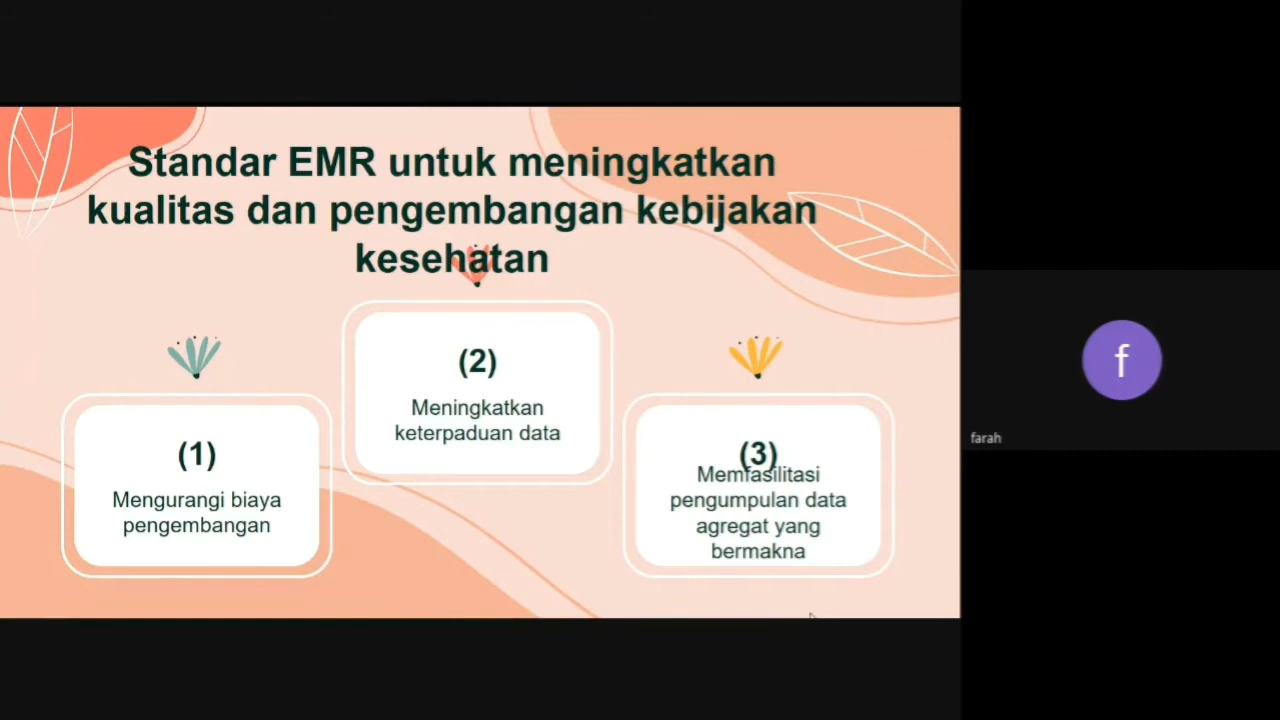 Standar EMR untuk meningkatkan
kualitas dan pengembangan kebijakan
kesehatan
(1)
Mengurangi biaya
pengembangan
(2)
Meningkatkan
keterpaduan data
(3)
Memfasilitasi
pengumpulan data
agregat yang
bermakna
f
farah